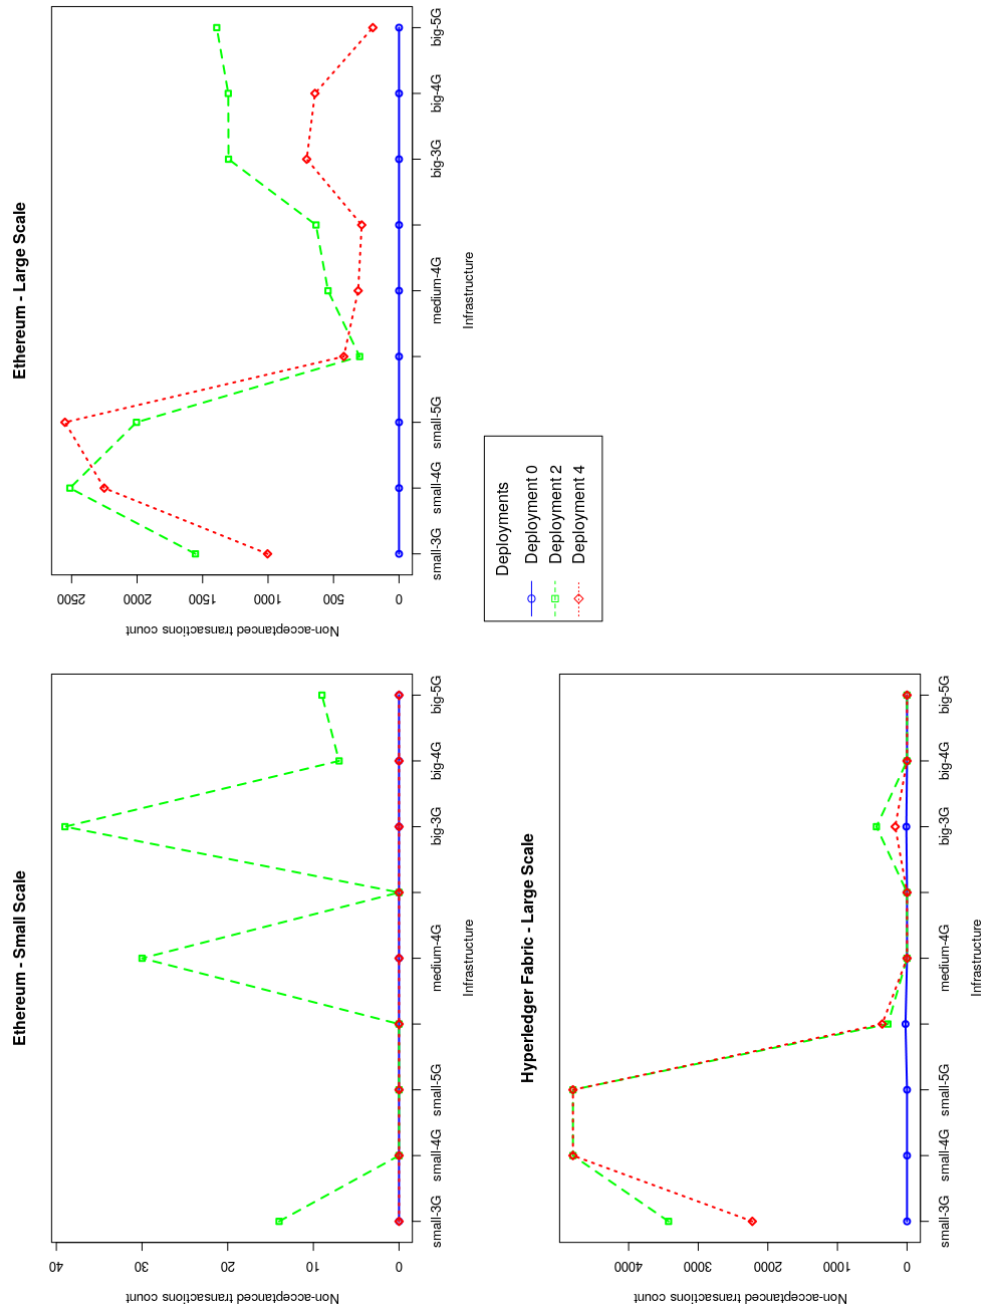 Ethereum - Small Scale
Non-acceptanced transactions count
0
10
20
30
40
small-3G
small-4G
small-5G
medium-4G
big-3G
big-4G
big-5G
Infrastructure
Ethereum - Large Scale
Non-acceptanced transactions count
0
500
1000
1500
2000
2500
small-3G
small-4G
small-5G
medium-4G
big-3G
big-4G
big-5G
Infrastructure
Hyperledger Fabric - Large Scale
Non-acceptanced transactions count
0
1000
2000
3000
4000
small-3G
small-4G
small-5G
medium-4G
big-3G
big-4G
big-5G
Infrastructure
Deployments
Deployment 0
Deployment 2
Deployment 4